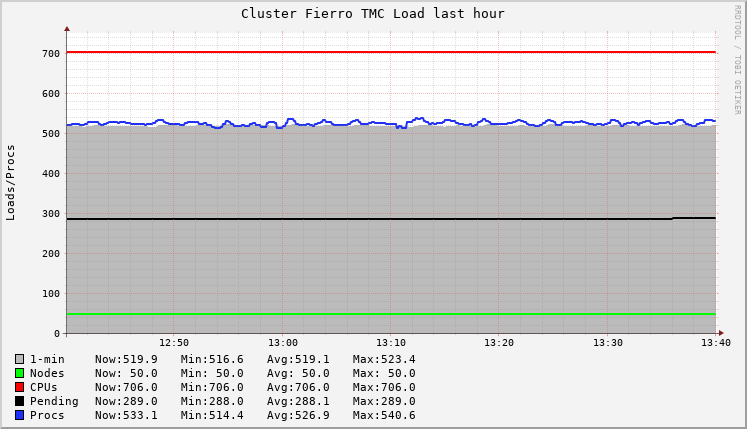 Cluster Fierro TMC Load last hour
RRDTOOL / TOBI OETIKER
Loads/Procs
700
600
500
400
300
200
100
0
12:50 13:00 13:10 13:20 13:30 13:40
1-min Now:519.9 Min:516.6 Avg:519.1 Max:523.4
Nodes Now: 50.0 Min: 50.0 Avg: 50.0 Max: 50.0
CPUs Now:706.0 Min:706.0 Avg:706.0 Max:706.0
Pending Now:289.0 Min:288.0 Avg:288.1 Max:289.0
Procs Now:533.1 Min:514.4 Avg:526.9 Max:540.6